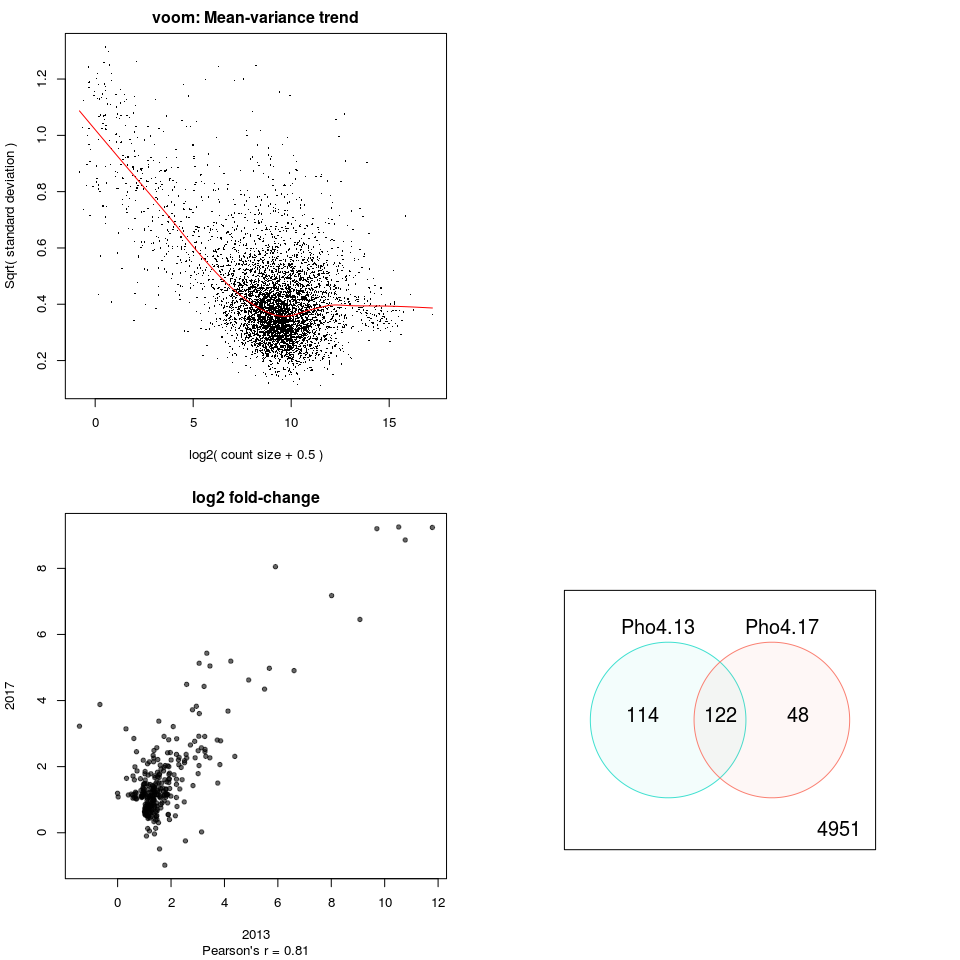 voom: Mean-variance trend
Sqrt( standard deviation )
1.2
1.0
0.8
0.6
0.4
0.2
0 5 10 15
log2( count size + 0.5 )
log2 fold-change
2017
8
6
4
2
0
0 2 4 6 8 10 12
2013
Pearson's r = 0.81
Pho4.13 Pho4.17
114 122 48
4951